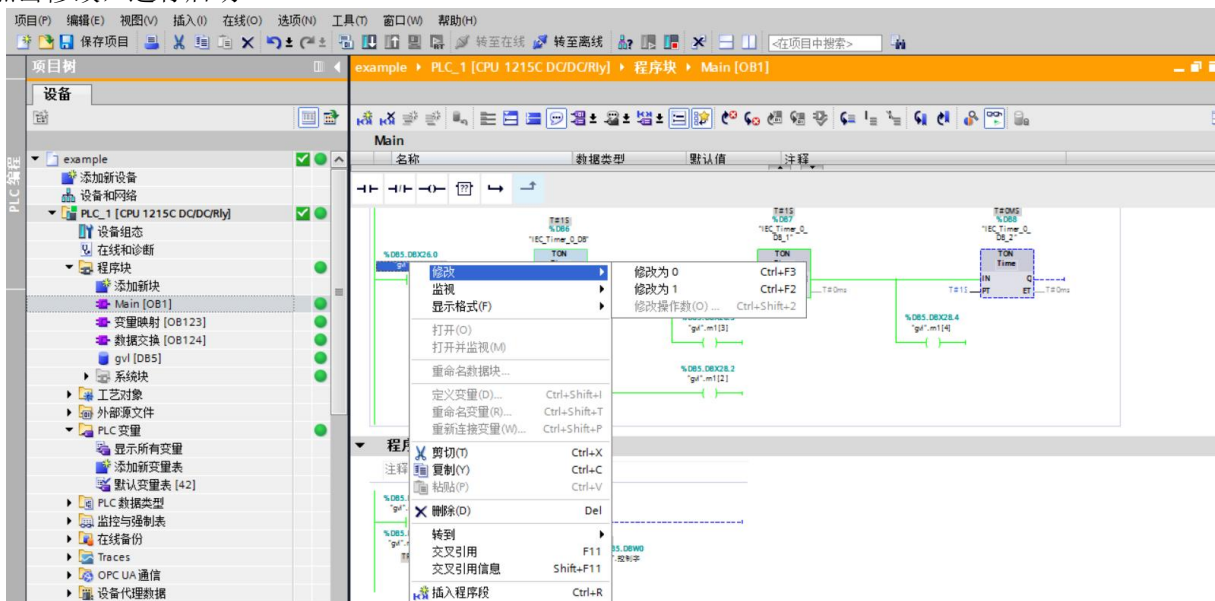 项目(P) 编辑(E) 视图(V) 插入(I) 在线(O) 选项(N) 工具(T) 窗口(W) 帮助(H)
保存项目 转至在线 转至离线 <在项目中搜索>
项目树
example ▸ PLC_1 [CPU 1215C DC/DC/Rly] ▸ 程序块 ▸ Main [OB1]
设备
PLC 编程
example
添加新设备
设备和网络
PLC_1 [CPU 1215C DC/DC/Rly]
设备组态
在线和诊断
程序块
添加新块
Main [OB1]
变量映射 [OB123]
数据交换 [OB124]
gvl [DB5]
系统块
工艺对象
外部源文件
PLC 变量
显示所有变量
添加新变量表
默认变量表 [42]
PLC 数据类型
监控与强制表
在线备份
Traces
OPC UA 通信
设备代理数据
Main
名称 数据类型 默认值 注释
T#1S
%DB6
"IEC_Timer_0_DB"
TON
%DB5.DBX26.0
T#1S
%DB7
"IEC_Timer_0_
DB_1"
TON
T#0ms
T#0MS
%DB8
"IEC_Timer_0_
DB_2"
TON
Time
IN Q
T#1S PT ET T#0ms
"gvl".m1[3]
%DB5.DBX28.4
"gvl".m1[4]
%DB5.DBX28.2
"gvl".m1[2]
修改
监视
显示格式(F)
打开(O)
打开并监视(M)
重命名数据块...
定义变量(D)... Ctrl+Shift+I
重命名变量(R)... Ctrl+Shift+T
重新连接变量(W)... Ctrl+Shift+P
剪切(T) Ctrl+X
复制(Y) Ctrl+C
粘贴(P) Ctrl+V
删除(D) Del
转到
交叉引用 F11
交叉引用信息 Shift+F11
插入程序段 Ctrl+R
修改为 0 Ctrl+F3
修改为 1 Ctrl+F2
修改操作数(O)... Ctrl+Shift+2
注释